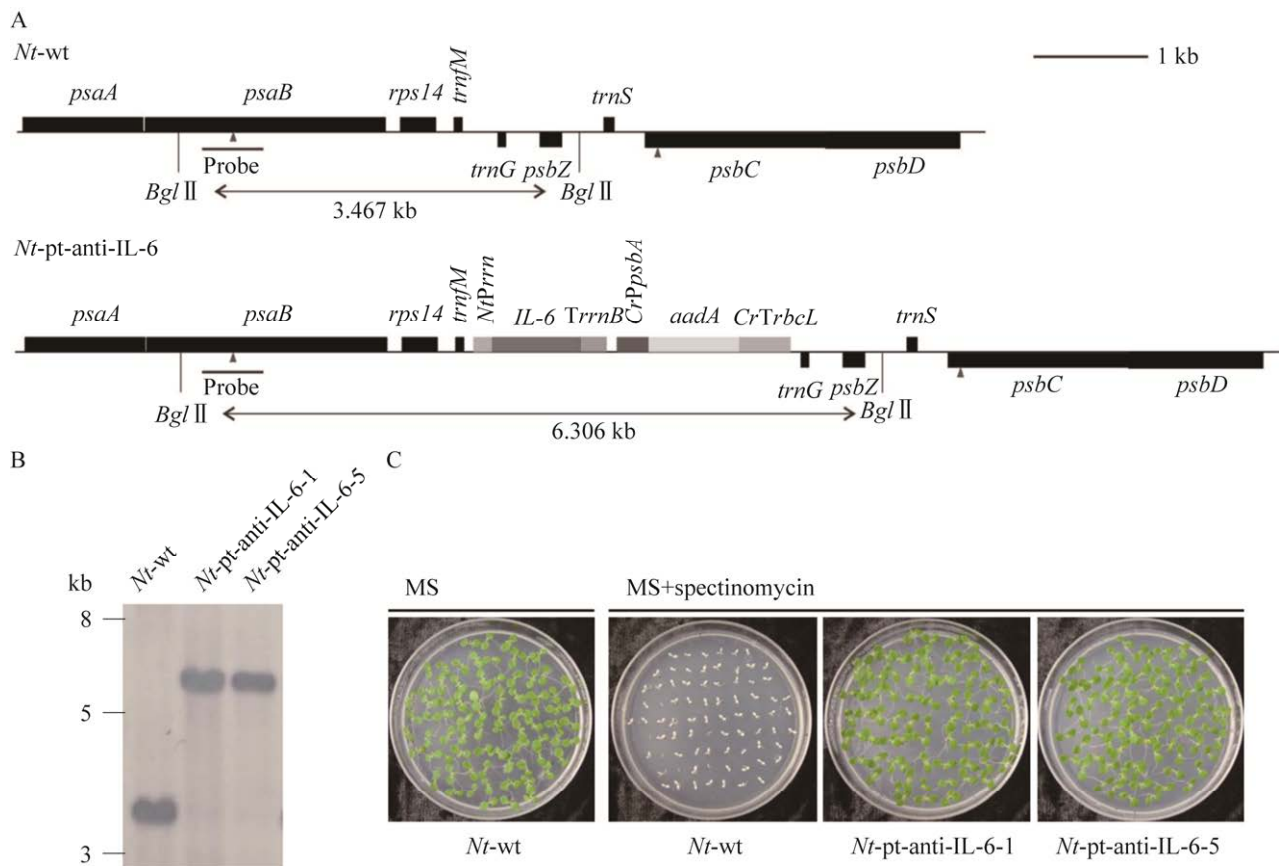 A
Nt-wt
1 kb
psaA psaB rps14 trnfM trnS
Probe
trnG psbZ psbC psbD
Bgl Ⅱ Bgl Ⅱ
3.467 kb
Nt-pt-anti-IL-6
psaA psaB rps14 trnfM NtPrrn IL-6 TrrnB CrPpsbA aadA CrTrbcL trnS
Probe
trnG psbZ psbC psbD
Bgl Ⅱ Bgl Ⅱ
6.306 kb
B
kb Nt-wt Nt-pt-anti-IL-6-1 Nt-pt-anti-IL-6-5
8
5
3
C
MS MS+spectinomycin
Nt-wt Nt-wt Nt-pt-anti-IL-6-1 Nt-pt-anti-IL-6-5